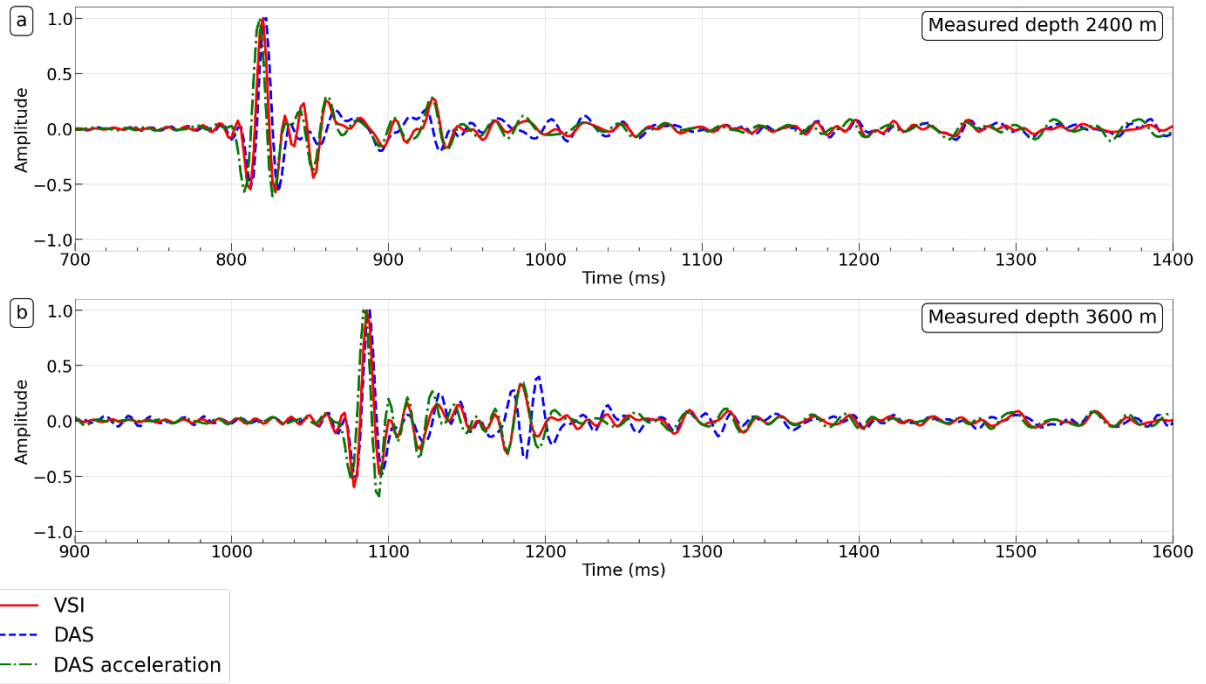 a
Measured depth 2400 m
Amplitude
1.0
0.5
0.0
−0.5
−1.0
700 800 900 1000 1100 1200 1300 1400
Time (ms)
b
Measured depth 3600 m
Amplitude
1.0
0.5
0.0
−0.5
−1.0
900 1000 1100 1200 1300 1400 1500 1600
Time (ms)
VSI
DAS
DAS acceleration